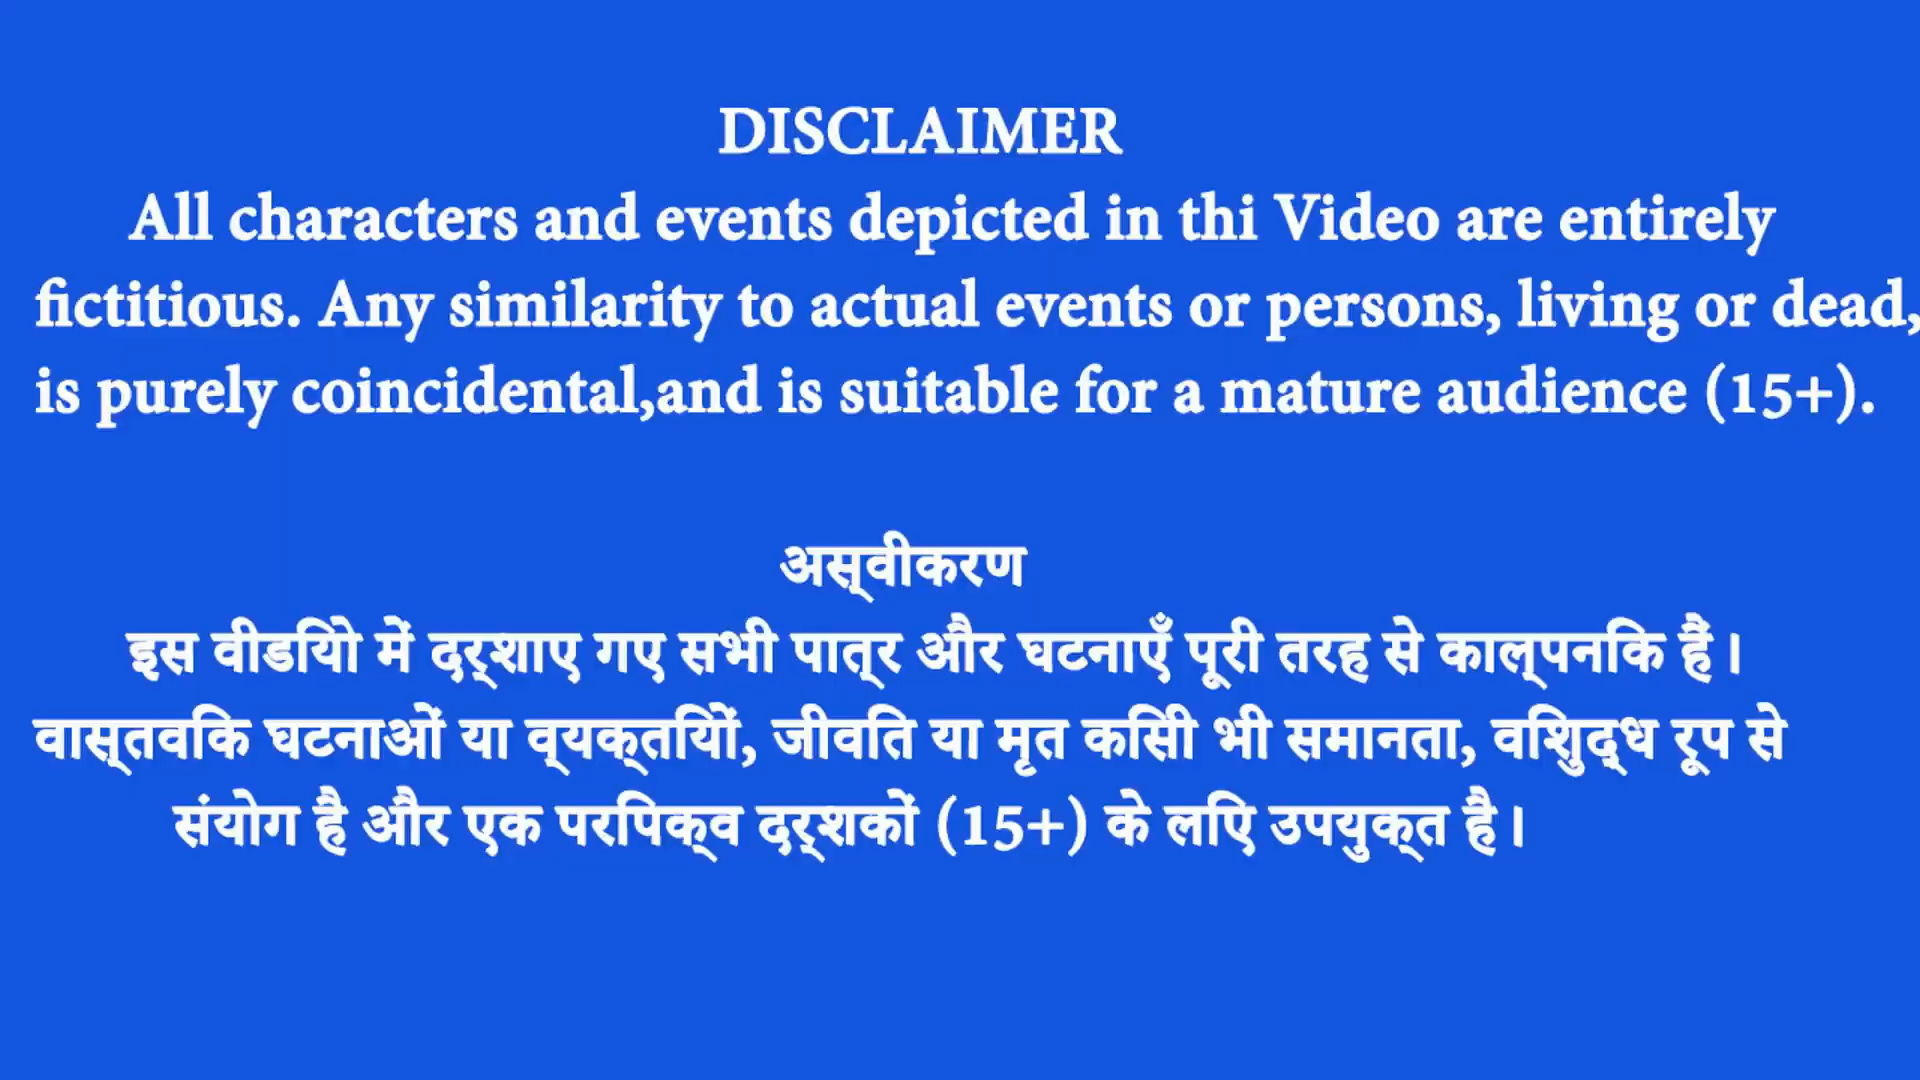 DISCLAIMER
All characters and events depicted in thi Video are entirely
fictitious. Any similarity to actual events or persons, living or dead,
is purely coincidental,and is suitable for a mature audience (15+).
अस्वीकरण
इस वीडियो में दर्शाए गए सभी पात्र और घटनाएँ पूरी तरह से काल्पनिक हैं।
वास्तविक घटनाओं या व्यक्तियों, जीवित या मृत किसी भी समानता, विशुद्ध रूप से
संयोग है और एक परिपक्व दर्शकों (15+) के लिए उपयुक्त है।